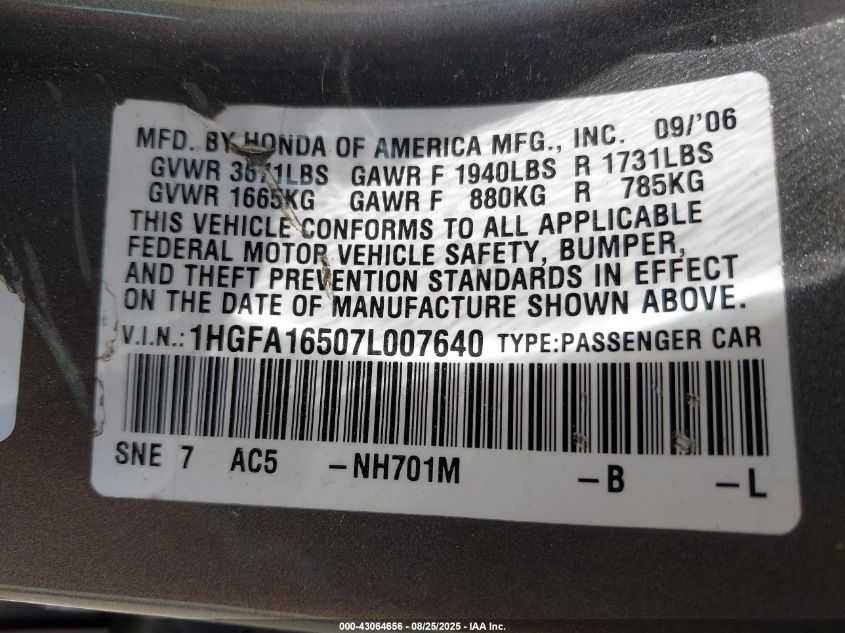 MFD. BY HONDA OF AMERICA MFG., INC. 09/'06
GVWR 3671LBS GAWR F 1940LBS R 1731LBS
GVWR 1665KG GAWR F 880KG R 785KG
THIS VEHICLE CONFORMS TO ALL APPLICABLE
FEDERAL MOTOR VEHICLE SAFETY, BUMPER,
AND THEFT PREVENTION STANDARDS IN EFFECT
ON THE DATE OF MANUFACTURE SHOWN ABOVE.
V.I.N.: 1HGFA16507L007640 TYPE:PASSENGER CAR
SNE 7 AC5 -NH701M -B -L
000-43064656 - 08/25/2025 - IAA Inc.